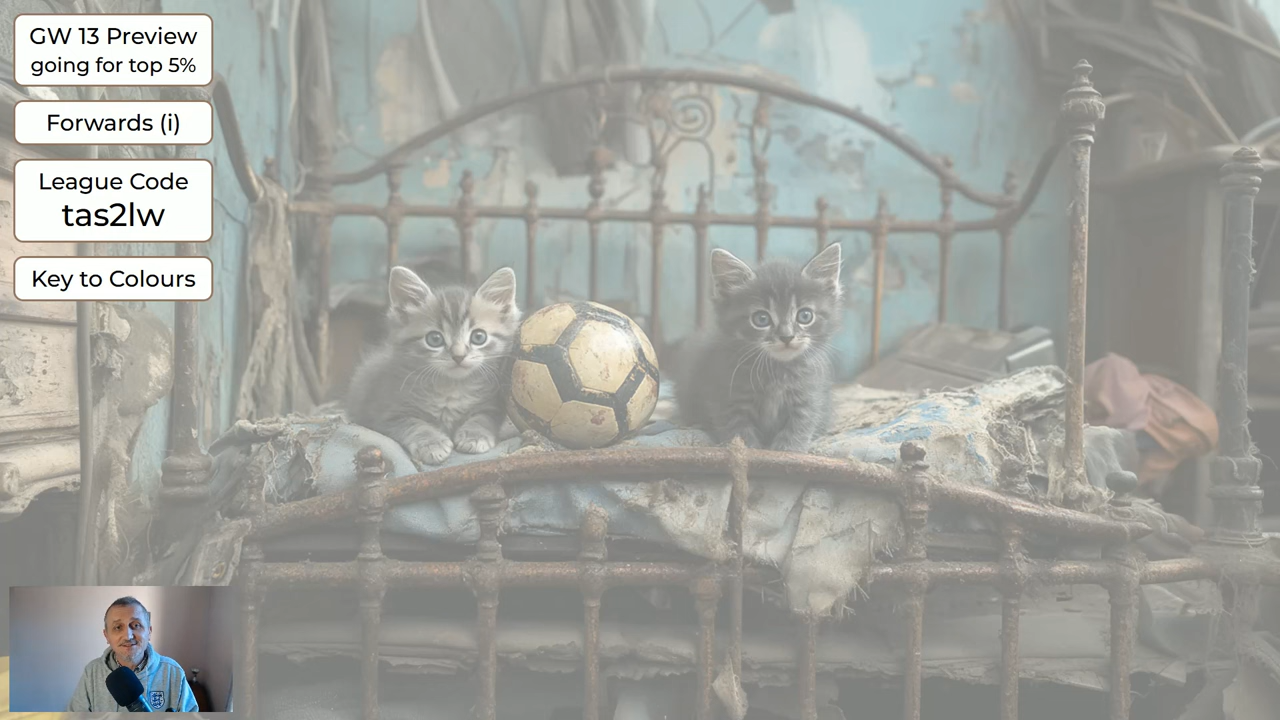 GW 13 Preview
going for top 5%
Forwards (i)
League Code
tas2lw
Key to Colours